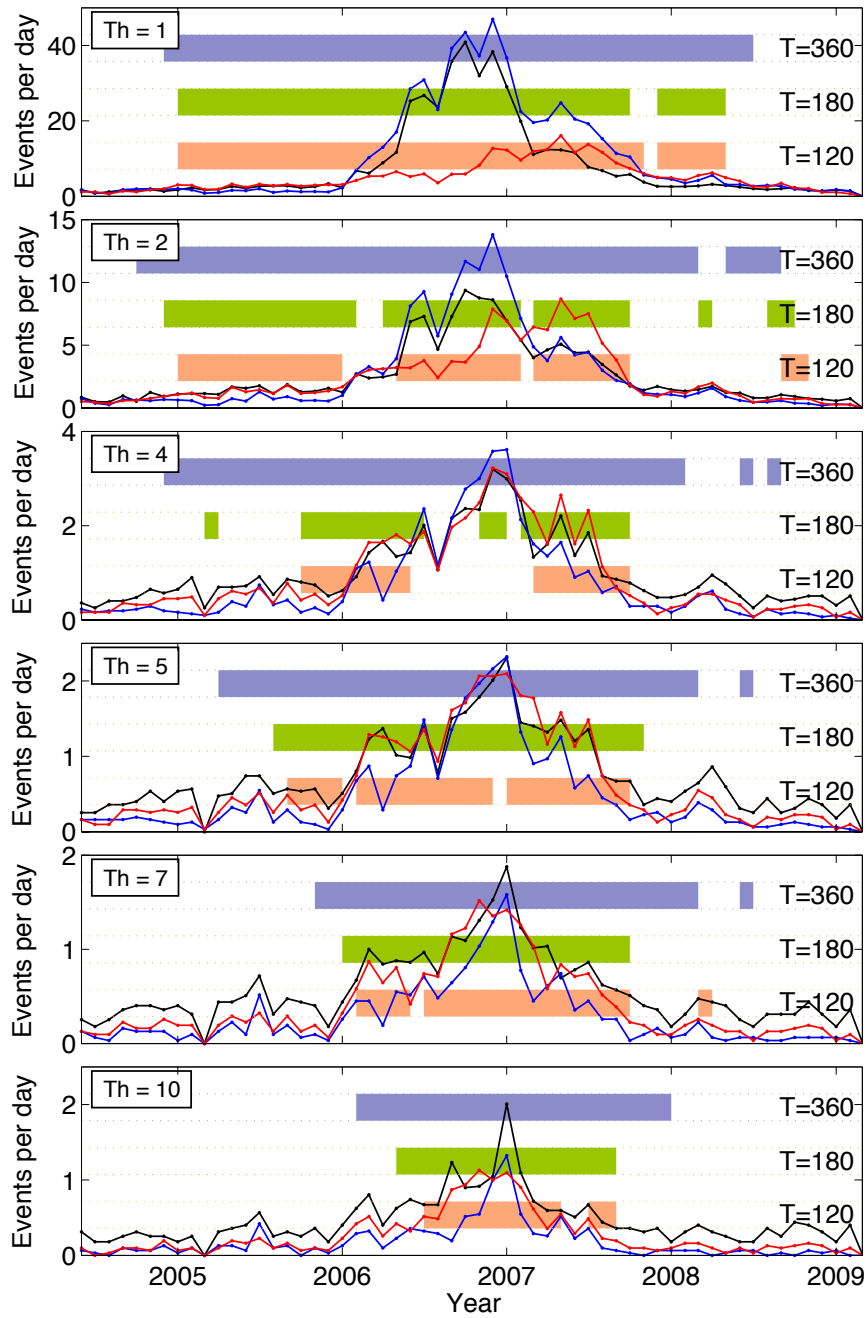 Th = 1
Events per day
40
20
0
T=360
T=180
T=120
Th = 2
Events per day
15
10
5
0
T=360
T=180
T=120
Th = 4
Events per day
4
2
0
T=360
T=180
T=120
Th = 5
Events per day
2
1
0
T=360
T=180
T=120
Th = 7
Events per day
2
1
0
T=360
T=180
T=120
Th = 10
Events per day
2
1
0
T=360
T=180
T=120
2005 2006 2007 2008 2009
Year